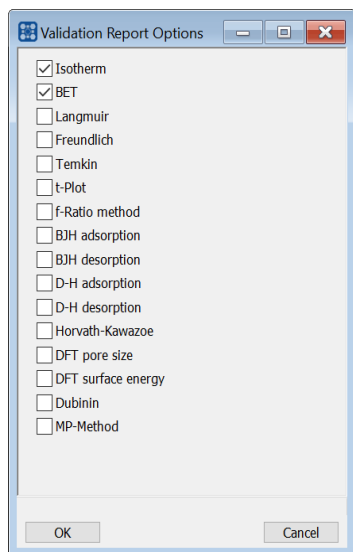 Validation Report Options
Isotherm
BET
Langmuir
Freundlich
Temkin
t-Plot
f-Ratio method
BJH adsorption
BJH desorption
D-H adsorption
D-H desorption
Horvath-Kawazoe
DFT pore size
DFT surface energy
Dubinin
MP-Method
OK Cancel